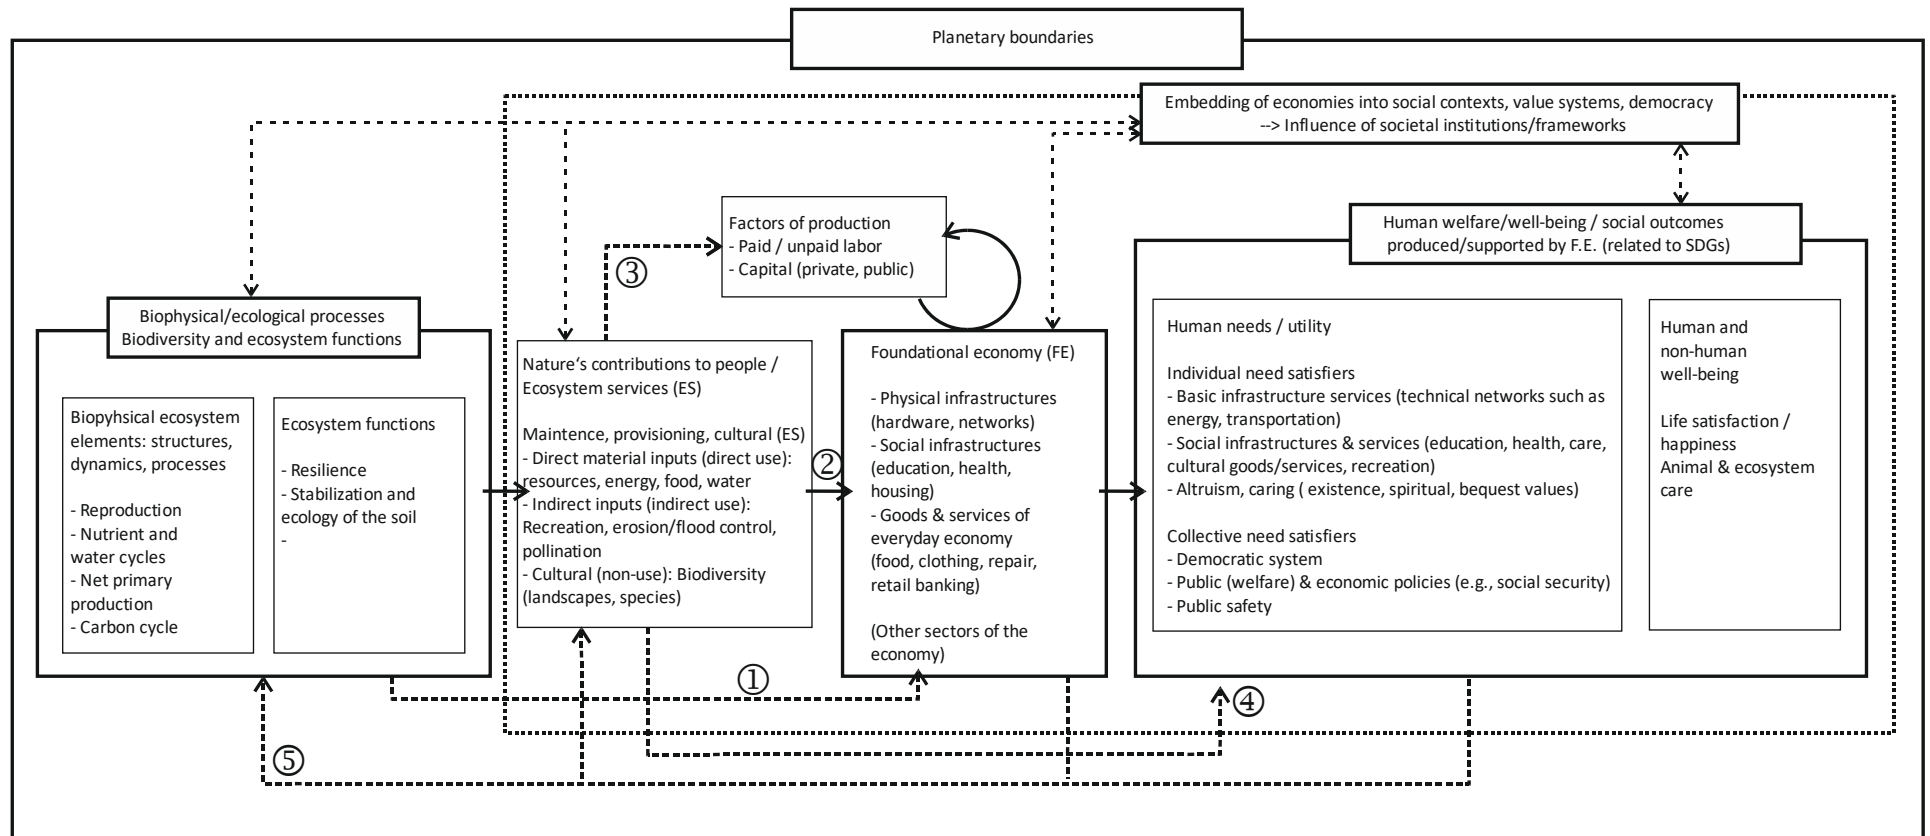 Planetary boundaries
Embedding of economies into social contexts, value systems, democracy
--> Influence of societal institutions/frameworks
Factors of production
- Paid / unpaid labor
- Capital (private, public)
③
Human welfare/well-being / social outcomes
produced/supported by F.E. (related to SDGs)
Biophysical/ecological processes
Biodiversity and ecosystem functions
Biopyhsical ecosystem
elements: structures,
dynamics, processes
- Reproduction
- Nutrient and
water cycles
- Net primary
production
- Carbon cycle
Ecosystem functions
- Resilience
- Stabilization and
ecology of the soil
-
Nature‘s contributions to people /
Ecosystem services (ES)
Maintence, provisioning, cultural (ES)
- Direct material inputs (direct use):
resources, energy, food, water
- Indirect inputs (indirect use):
Recreation, erosion/flood control,
pollination
- Cultural (non-use): Biodiversity
(landscapes, species)
②
Foundational economy (FE)
- Physical infrastructures
(hardware, networks)
- Social infrastructures
(education, health,
housing)
- Goods & services of
everyday economy
(food, clothing, repair,
retail banking)
(Other sectors of the
economy)
Human needs / utility
Individual need satisfiers
- Basic infrastructure services (technical networks such as
energy, transportation)
- Social infrastructures & services (education, health, care,
cultural goods/services, recreation)
- Altruism, caring ( existence, spiritual, bequest values)
Collective need satisfiers
- Democratic system
- Public (welfare) & economic policies (e.g., social security)
- Public safety
Human and
non-human
well-being
Life satisfaction /
happiness
Animal & ecosystem
care
①
④
⑤